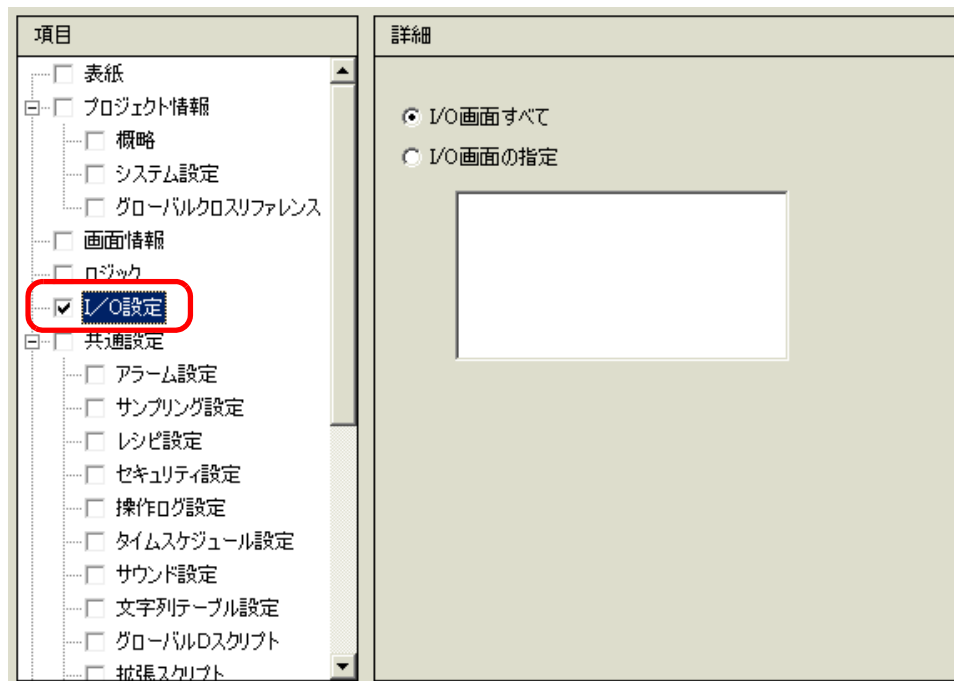 項目
表紙
プロジェクト情報
概略
システム設定
グローバルクロスリファレンス
画面情報
ロジック
I/O設定
共通設定
アラーム設定
サンプリング設定
レシピ設定
セキュリティ設定
操作ログ設定
タイムスケジュール設定
サウンド設定
文字列テーブル設定
グローバルDスクリプト
拡張スクリプト
詳細
I/O画面すべて
I/O画面の指定